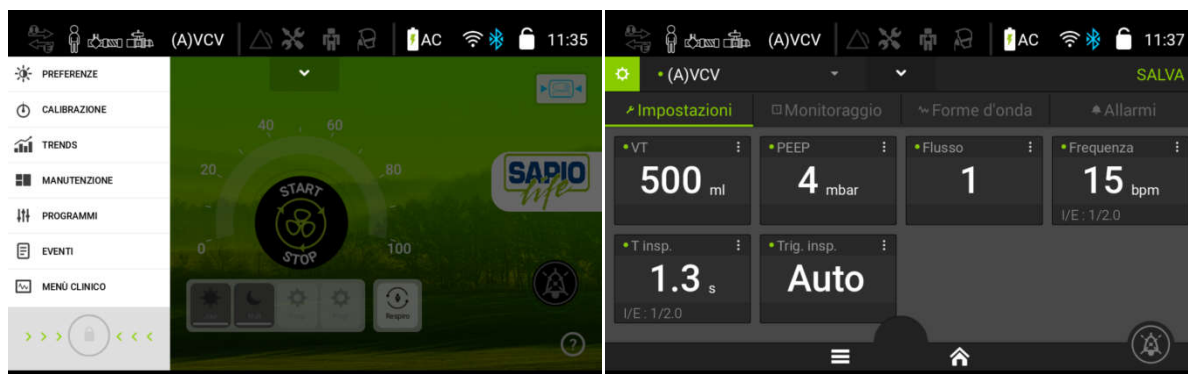 (A)VCV AC 11:35
PREFERENZE
CALIBRAZIONE
TRENDS
MANUTENZIONE
PROGRAMMI
EVENTI
MENÙ CLINICO
40 60
20 80
0 100
START
STOP
SAPIO
life
Respiro
?
(A)VCV AC 11:37
(A)VCV SALVA
Impostazioni Monitoraggio Forme d'onda Allarmi
VT PEEP Flusso Frequenza
500 ml 4 mbar 1 15 bpm
I/E : 1/2.0
T insp. Trig. insp.
1.3 s Auto
I/E : 1/2.0